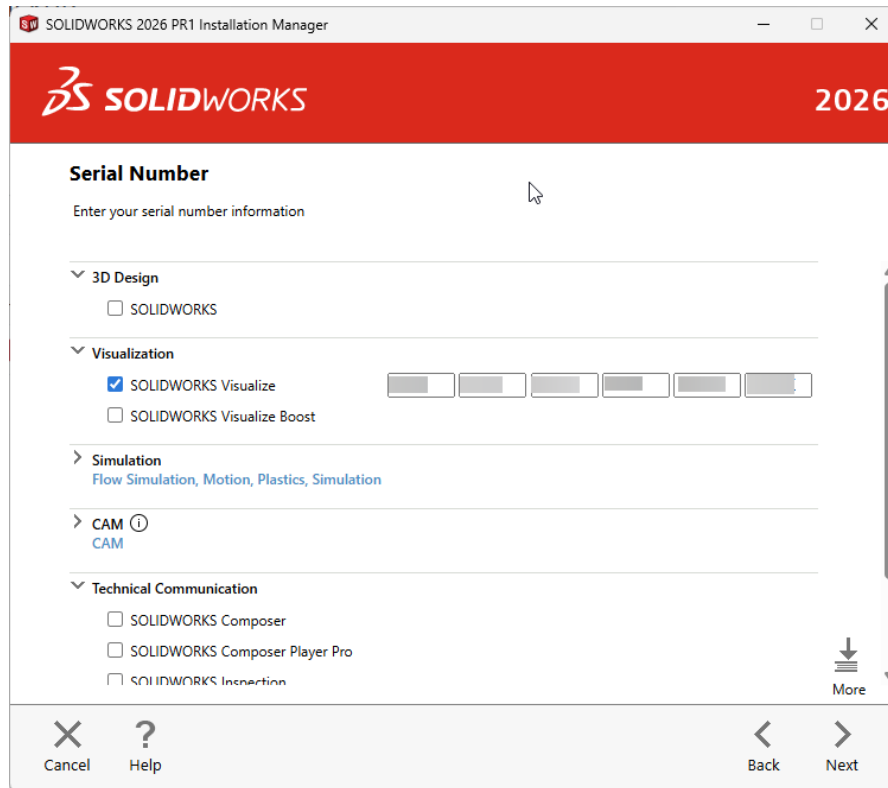 SOLIDWORKS 2026 PR1 Installation Manager
SOLIDWORKS 2026
Serial Number
Enter your serial number information
3D Design
SOLIDWORKS
Visualization
SOLIDWORKS Visualize
SOLIDWORKS Visualize Boost
Simulation
Flow Simulation, Motion, Plastics, Simulation
CAM
CAM
Technical Communication
SOLIDWORKS Composer
SOLIDWORKS Composer Player Pro
SOLIDWORKS Inspection
More
Cancel Help Back Next